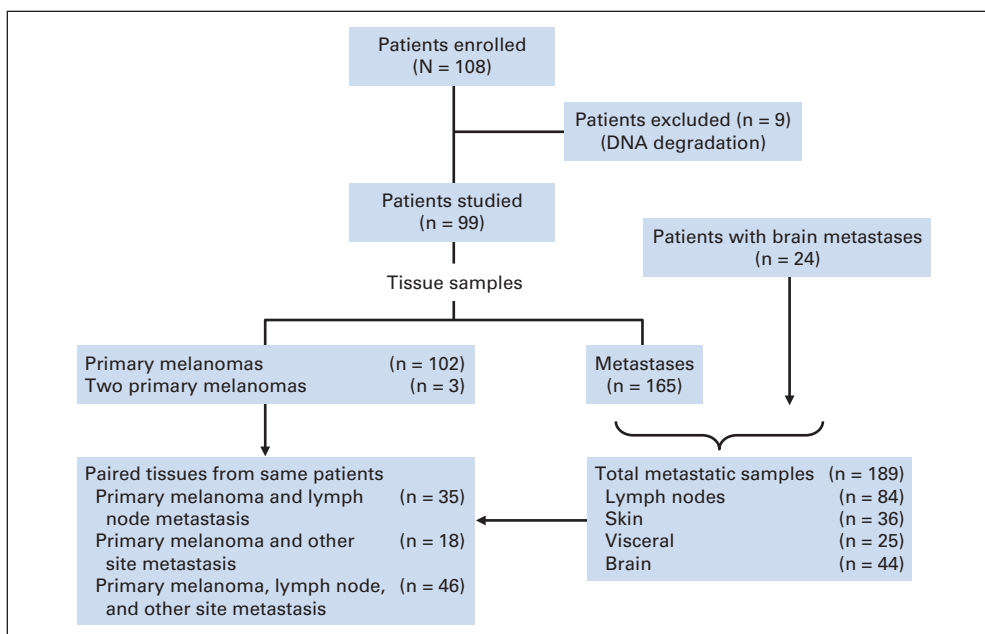 Patients enrolled
(N = 108)
Patients excluded (n = 9)
(DNA degradation)
Patients studied
(n = 99)
Patients with brain metastases
(n = 24)
Tissue samples
Primary melanomas (n = 102)
Two primary melanomas (n = 3)
Metastases
(n = 165)
Paired tissues from same patients
Primary melanoma and lymph (n = 35)
node metastasis
Primary melanoma and other (n = 18)
site metastasis
Primary melanoma, lymph node, (n = 46)
and other site metastasis
Total metastatic samples (n = 189)
Lymph nodes (n = 84)
Skin (n = 36)
Visceral (n = 25)
Brain (n = 44)